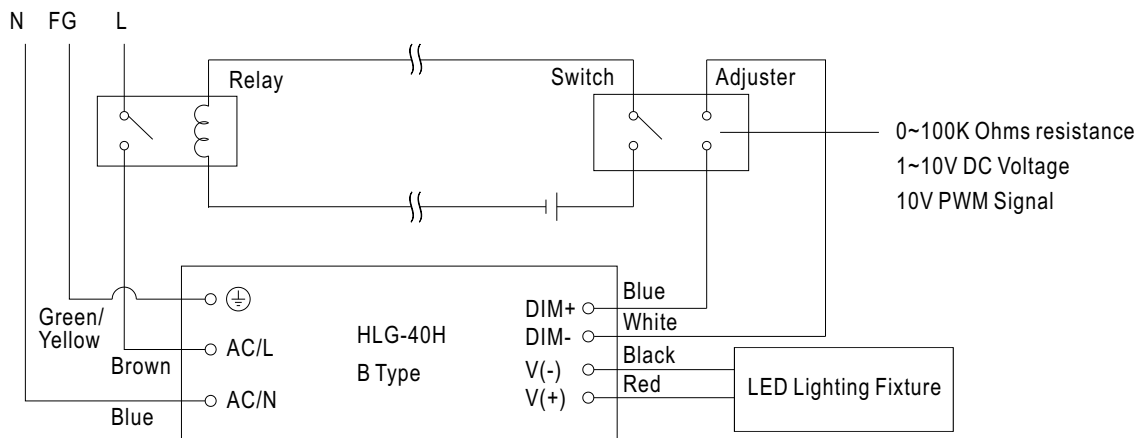 N FG L
Relay
Switch
Adjuster
0~100K Ohms resistance
1~10V DC Voltage
10V PWM Signal
Green/
Yellow
Brown
Blue
AC/L
AC/N
HLG-40H
B Type
DIM+
DIM-
V(-)
V(+)
Blue
White
Black
Red
LED Lighting Fixture